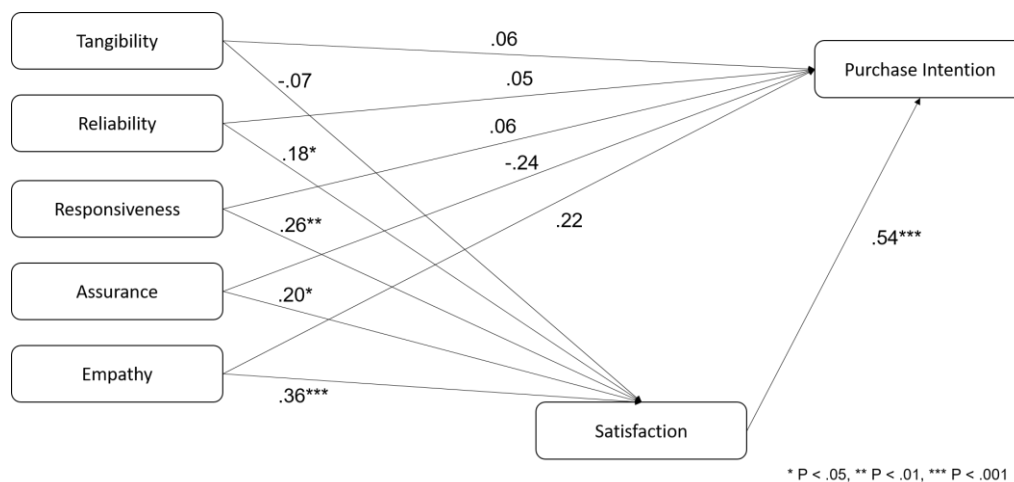 Tangibility
.06
Purchase Intention
-.07
.05
Reliability
.06
.18*
-.24
Responsiveness
.26**
.22
.54***
Assurance
.20*
Empathy
.36***
Satisfaction
* P < .05, ** P < .01, *** P < .001